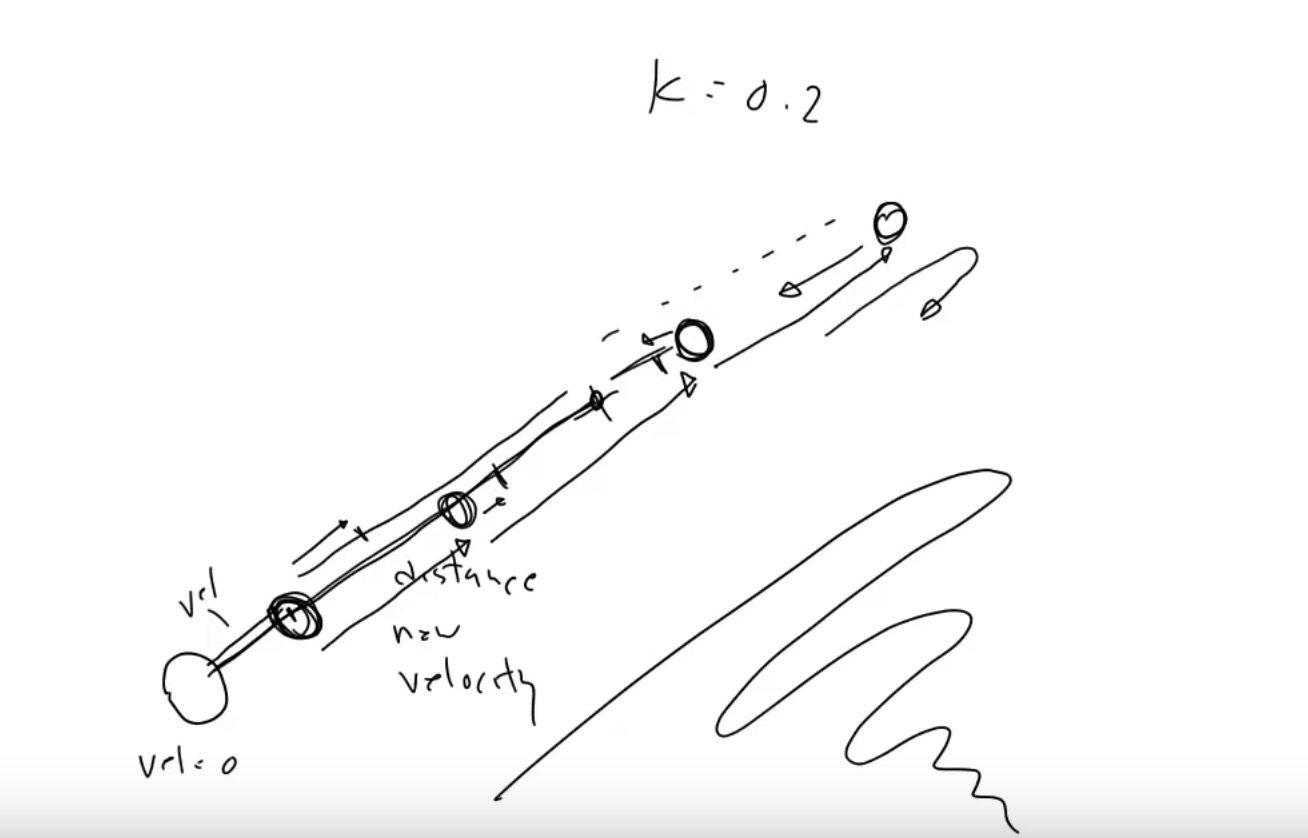 k = 0.2
vel
distance
new
velocity
vel = 0